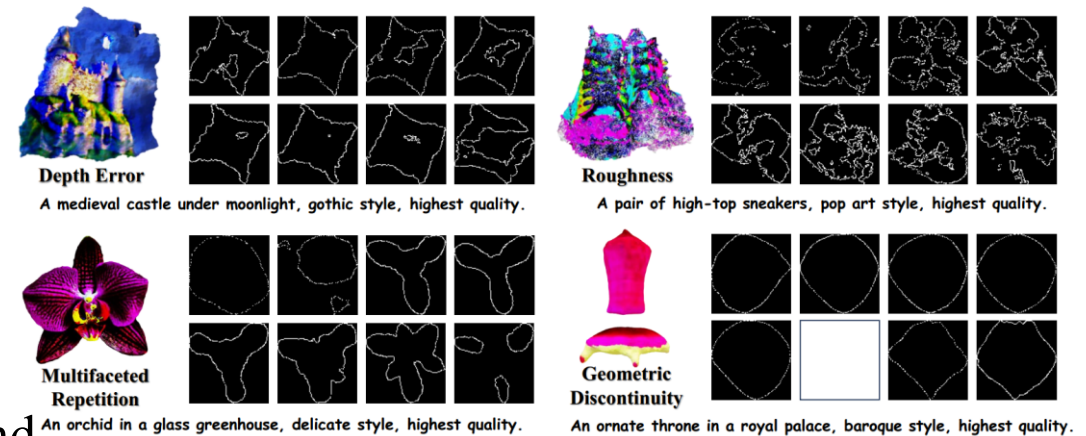 Depth Error
A medieval castle under moonlight, gothic style, highest quality.
Roughness
A pair of high-top sneakers, pop art style, highest quality.
Multifaceted
Repetition
An orchid in a glass greenhouse, delicate style, highest quality.
Geometric
Discontinuity
An ornate throne in a royal palace, baroque style, highest quality.